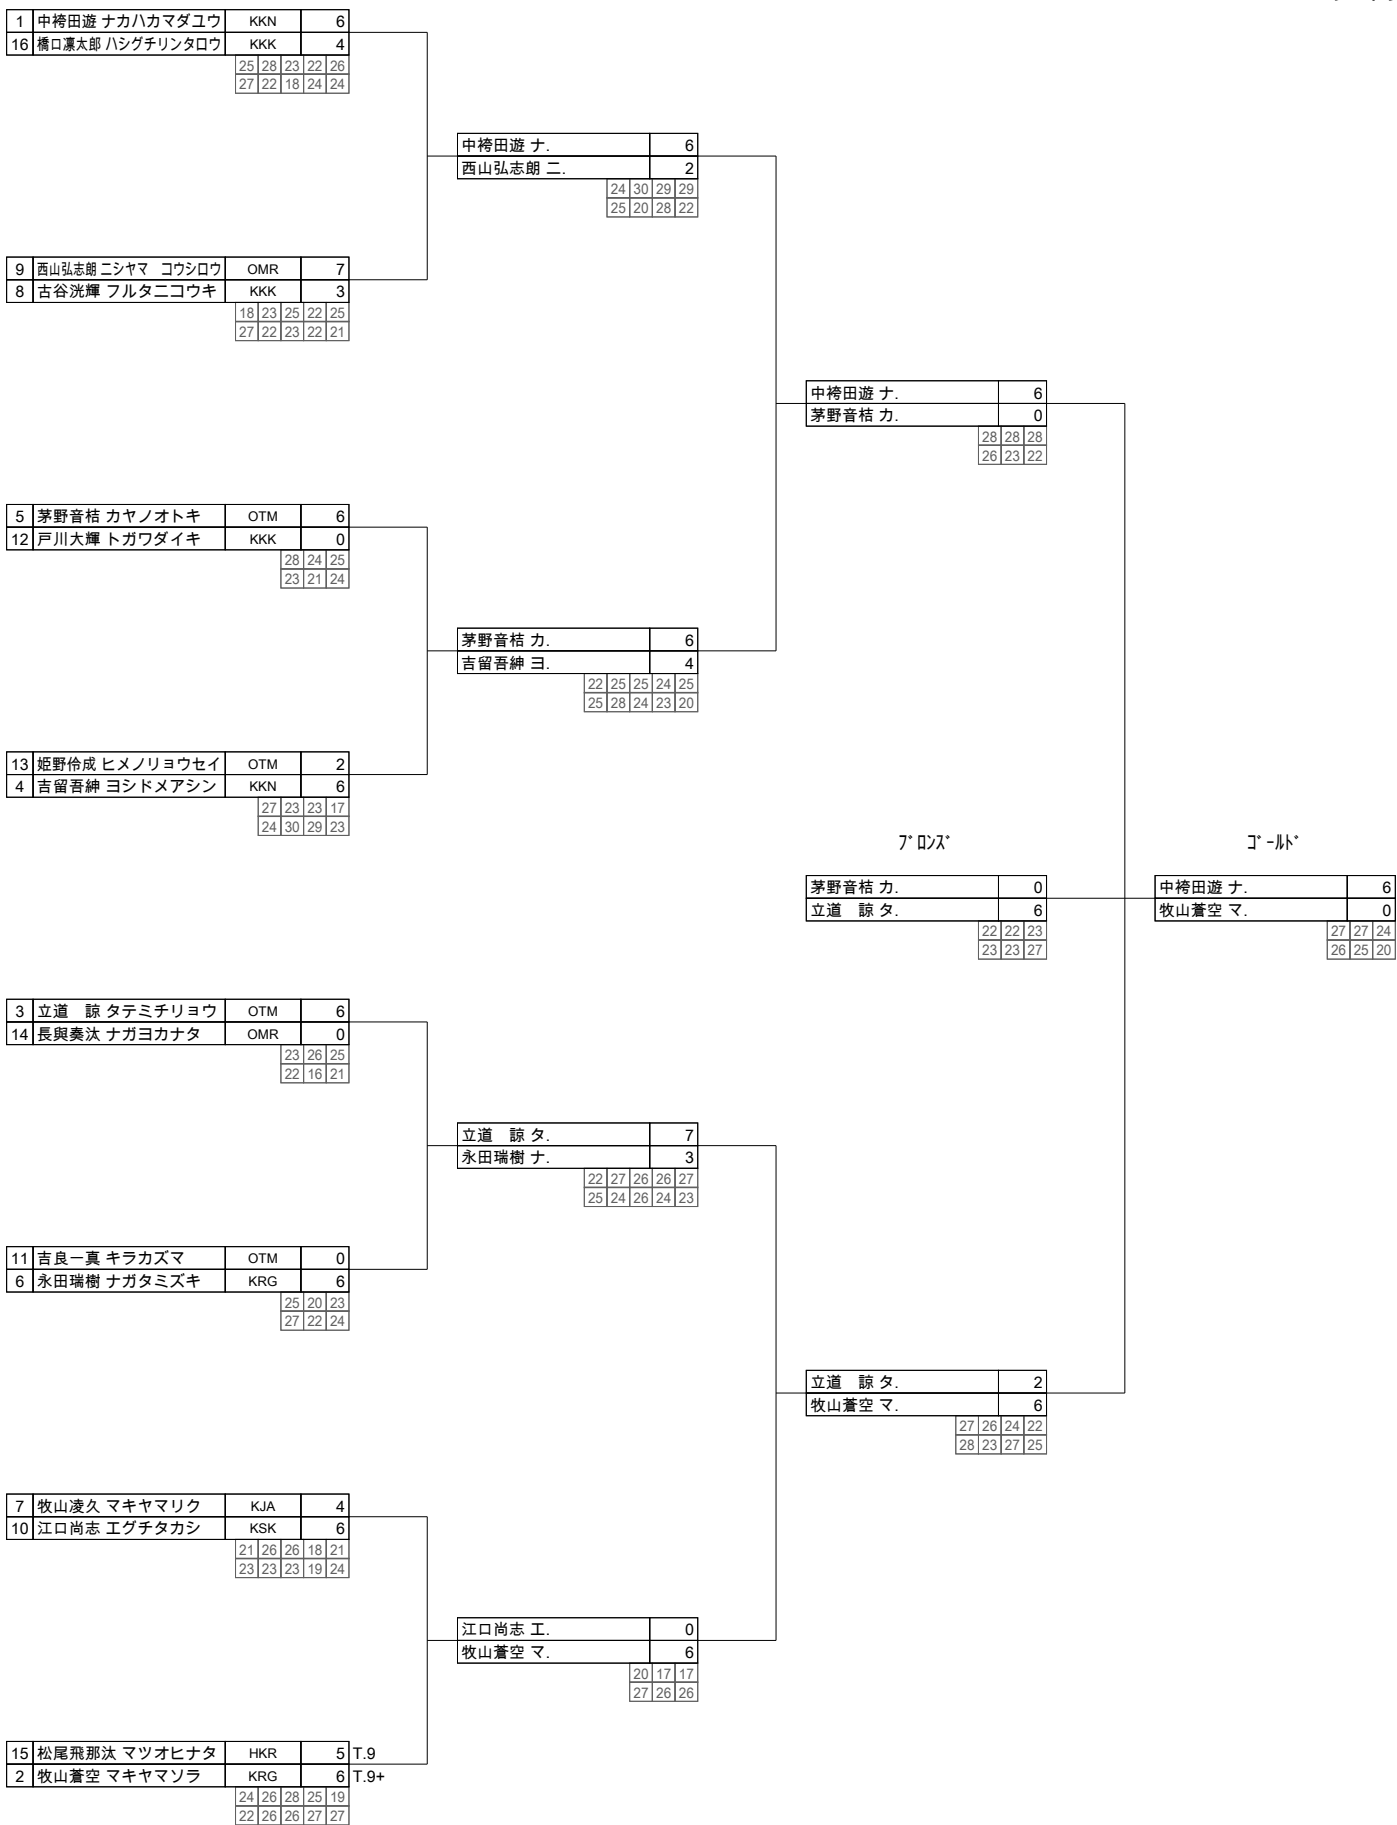 1 中袴田遊 ナカハカマダユウ KKN 6
16 橋口凛太郎 ハシグチリンタロウ KKK 4
25 28 23 22 26
27 22 18 24 24
中袴田遊 ナ. 6
西山弘志朗 ニ. 2
24 30 29 29
25 20 28 22
9 西山弘志朗 ニシヤマ　コウシロウ OMR 7
8 古谷洸輝 フルタニコウキ KKK 3
18 23 25 22 25
27 22 23 22 21
中袴田遊 ナ. 6
茅野音桔 カ. 0
28 28 28
26 23 22
5 茅野音桔 カヤノオトキ OTM 6
12 戸川大輝 トガワダイキ KKK 0
28 24 25
23 21 24
茅野音桔 カ. 6
吉留吾紳 ヨ. 4
22 25 25 24 25
25 28 24 23 20
13 姫野伶成 ヒメノリョウセイ OTM 2
4 吉留吾紳 ヨシドメアシン KKN 6
27 23 23 17
24 30 29 23
ﾌﾞﾛﾝｽﾞ ｺﾞｰﾙﾄﾞ
茅野音桔 カ. 0
立道　諒 タ. 6
22 22 23
23 23 27
中袴田遊 ナ. 6
牧山蒼空 マ. 0
27 27 24
26 25 20
3 立道　諒 タテミチリョウ OTM 6
14 長與奏汰 ナガヨカナタ OMR 0
23 26 25
22 16 21
立道　諒 タ. 7
永田瑞樹 ナ. 3
22 27 26 26 27
25 24 26 24 23
11 吉良一真 キラカズマ OTM 0
6 永田瑞樹 ナガタミズキ KRG 6
25 20 23
27 22 24
立道　諒 タ. 2
牧山蒼空 マ. 6
27 26 24 22
28 23 27 25
7 牧山凌久 マキヤマリク KJA 4
10 江口尚志 エグチタカシ KSK 6
21 26 26 18 21
23 23 23 19 24
江口尚志 エ. 0
牧山蒼空 マ. 6
20 17 17
27 26 26
15 松尾飛那汰 マツオヒナタ HKR 5 T.9
2 牧山蒼空 マキヤマソラ KRG 6 T.9+
24 26 28 25 19
22 26 26 27 27